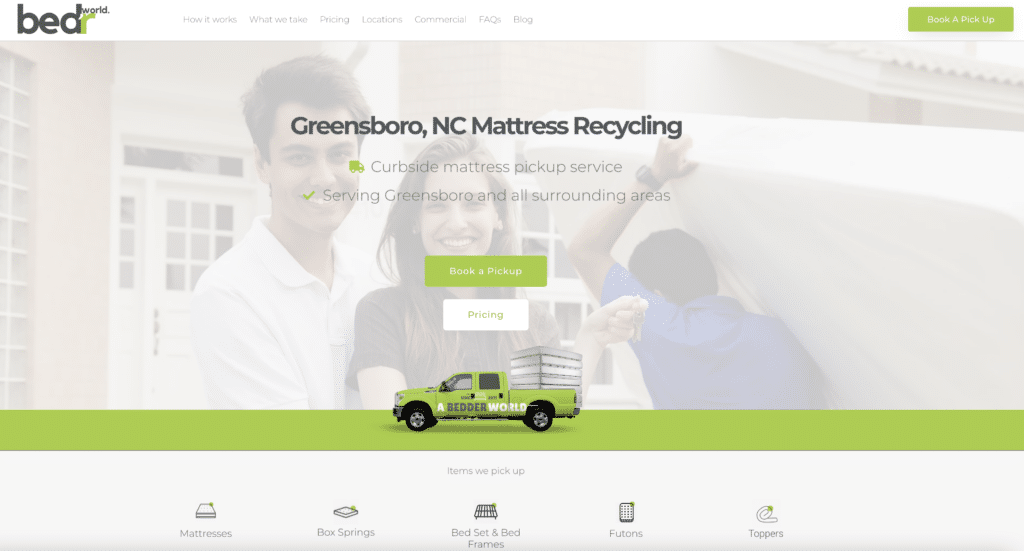 bedr world.
How it works What we take Pricing Locations Commercial FAQs Blog
Book A Pick Up
Greensboro, NC Mattress Recycling
Curbside mattress pickup service
Serving Greensboro and all surrounding areas
Book a Pickup
Pricing
A BEDDER WORLD
Items we pick up
Mattresses Box Springs Bed Set & Bed Futons Toppers
Frames